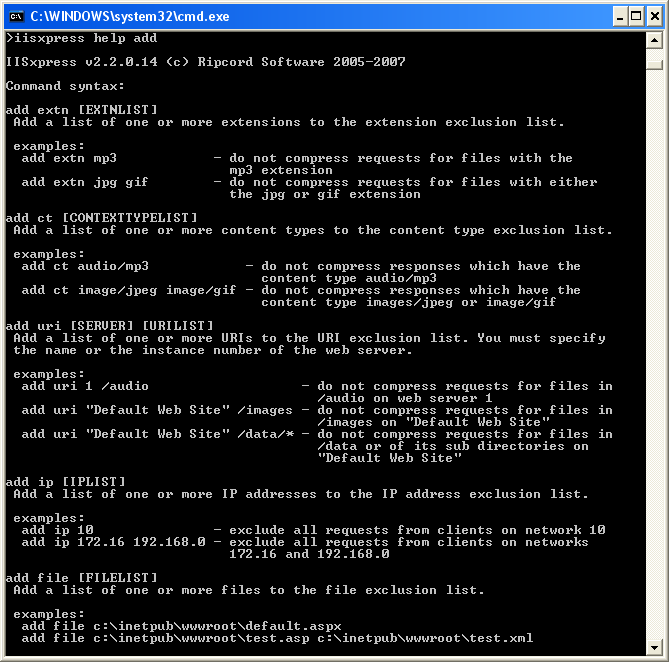 C:\WINDOWS\system32\cmd.exe
>iisxpress help add
IISxpress v2.2.0.14 (c) Ripcord Software 2005-2007
Command syntax:
add extn [EXTNLIST]
Add a list of one or more extensions to the extension exclusion list.
examples:
add extn mp3 - do not compress requests for files with the
mp3 extension
add extn jpg gif - do not compress requests for files with either
the jpg or gif extension
add ct [CONTEXTTYPELIST]
Add a list of one or more content types to the content type exclusion list.
examples:
add ct audio/mp3 - do not compress responses which have the
content type audio/mp3
add ct image/jpeg image/gif - do not compress responses which have the
content type images/jpeg or image/gif
add uri [SERVER] [URILIST]
Add a list of one or more URIs to the URI exclusion list. You must specify
the name or the instance number of the web server.
examples:
add uri 1 /audio - do not compress requests for files in
/audio on web server 1
add uri "Default Web Site" /images - do not compress requests for files in
/images on "Default Web Site"
add uri "Default Web Site" /data/* - do not compress requests for files in
/data or of its sub directories on
"Default Web Site"
add ip [IPLIST]
Add a list of one or more IP addresses to the IP address exclusion list.
examples:
add ip 10 - exclude all requests from clients on network 10
add ip 172.16 192.168.0 - exclude all requests from clients on networks
172.16 and 192.168.0
add file [FILELIST]
Add a list of one or more files to the file exclusion list.
examples:
add file c:\inetpub\wwwroot\default.aspx
add file c:\inetpub\wwwroot\test.asp c:\inetpub\wwwroot\test.xml